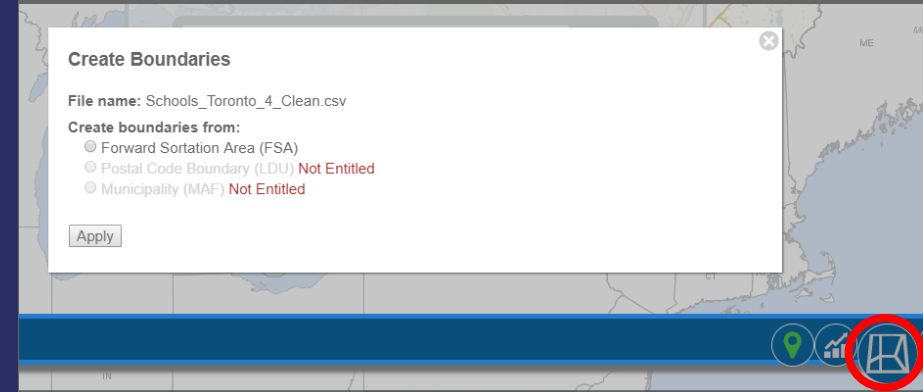 ME
Create Boundaries
File name: Schools_Toronto_4_Clean.csv
Create boundaries from:
Forward Sortation Area (FSA)
Postal Code Boundary (LDU) Not Entitled
Municipality (MAF) Not Entitled
Apply
CT
IN